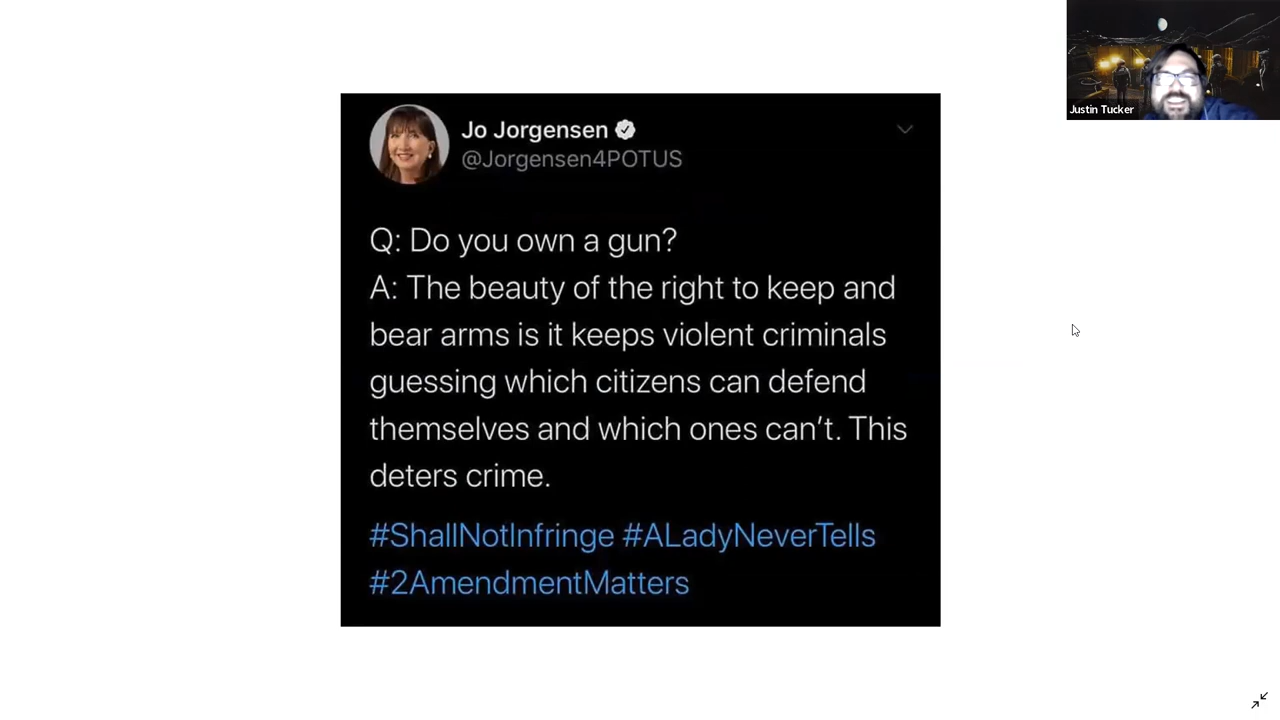 Jo Jorgensen
@Jorgensen4POTUS
Q: Do you own a gun?
A: The beauty of the right to keep and
bear arms is it keeps violent criminals
guessing which citizens can defend
themselves and which ones can't. This
deters crime.
#ShallNotInfringe #ALadyNeverTells
#2AmendmentMatters
Justin Tucker